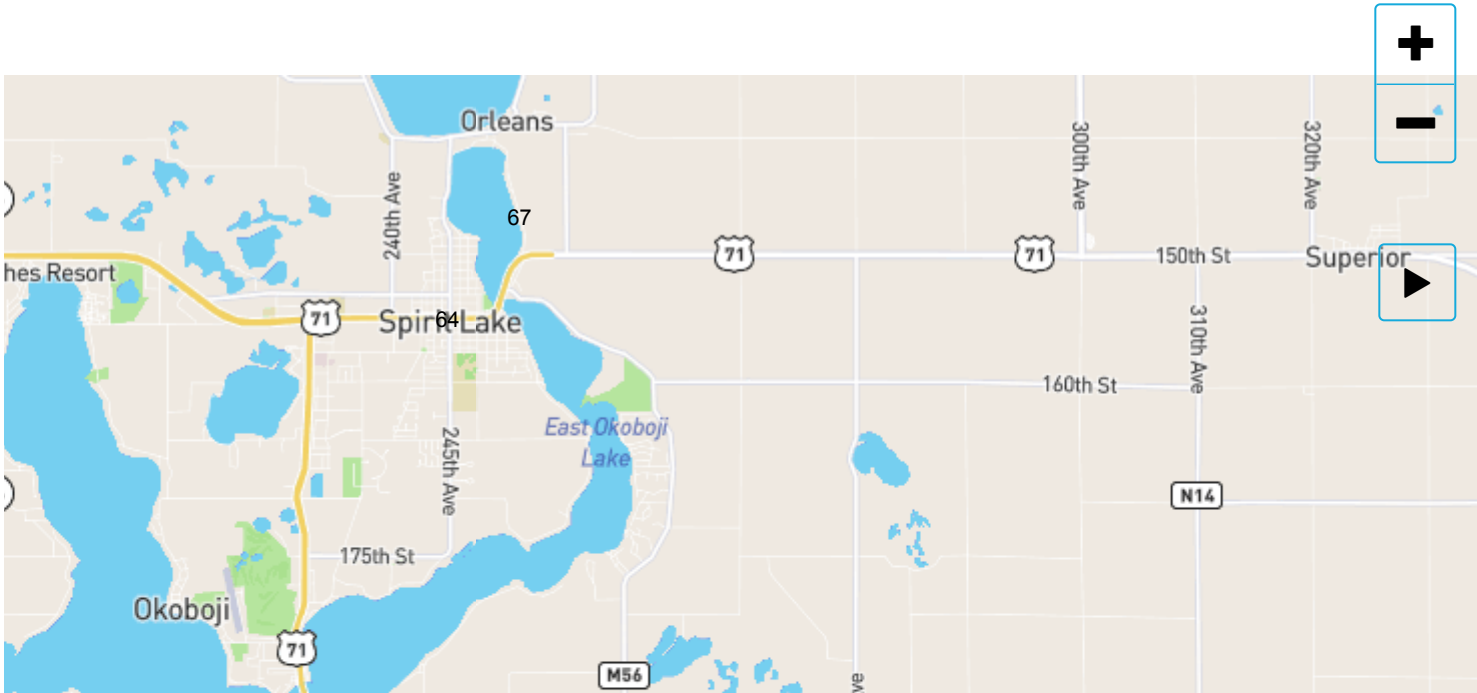 Orleans
300th Ave
320th Ave
240th Ave
67
71
71
150th St
Superior
hes Resort
71
64
Spirit Lake
310th Ave
160th St
East Okoboji
Lake
245th Ave
N14
175th St
Okoboji
71
M56